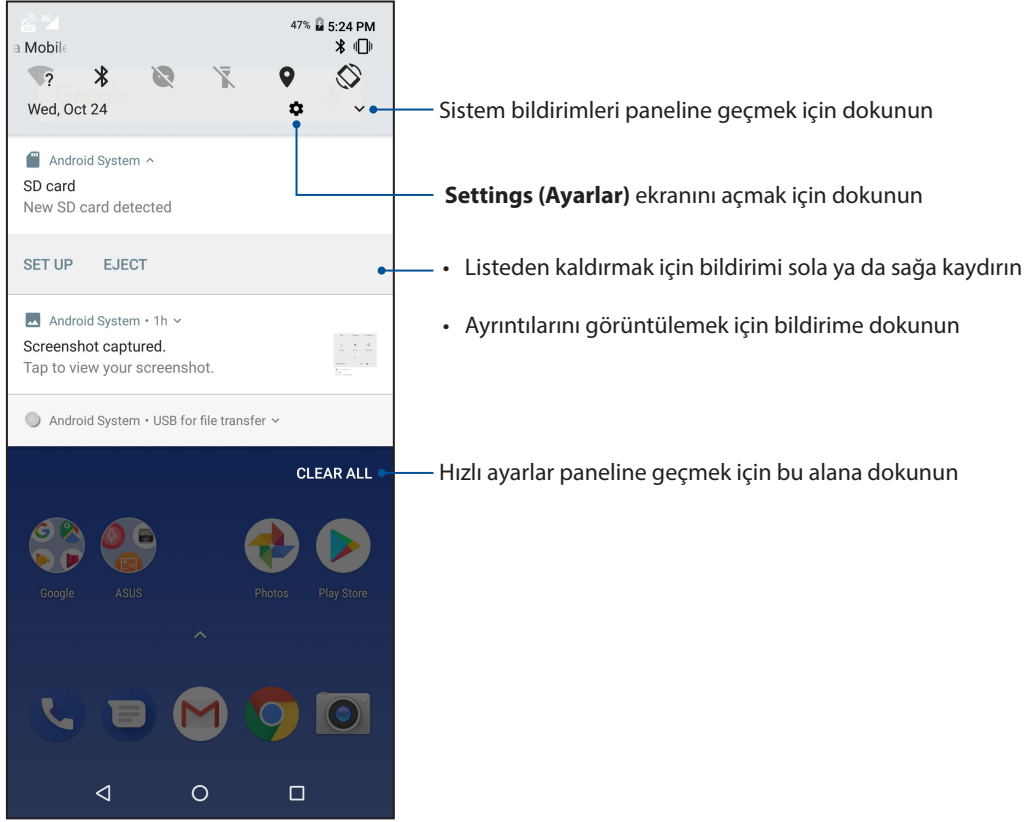 VO LTE 4G 47% 5:24 PM
a Mobile
?
Wed, Oct 24
Sistem bildirimleri paneline geçmek için dokunun
Android System
SD card
New SD card detected
Settings (Ayarlar) ekranını açmak için dokunun
SET UP EJECT
• Listeden kaldırmak için bildirimi sola ya da sağa kaydırın
• Ayrıntılarını görüntülemek için bildirime dokunun
Android System • 1h
Screenshot captured.
Tap to view your screenshot.
Android System • USB for file transfer
CLEAR ALL
Hızlı ayarlar paneline geçmek için bu alana dokunun
Google ASUS Photos Play Store